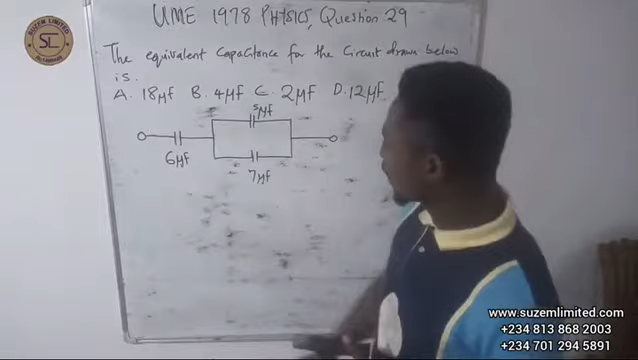 UME 1978 PHYSICS, Question 29
The equivalent Capacitance for the Circuit drawn below
is.
A. 18μf B. 4μf C. 2μf D. 12μf.
5μf
6μf
7μf
SUZEM LIMITED
SL
www.suzemlimited.com
+234 813 868 2003
+234 701 294 5891